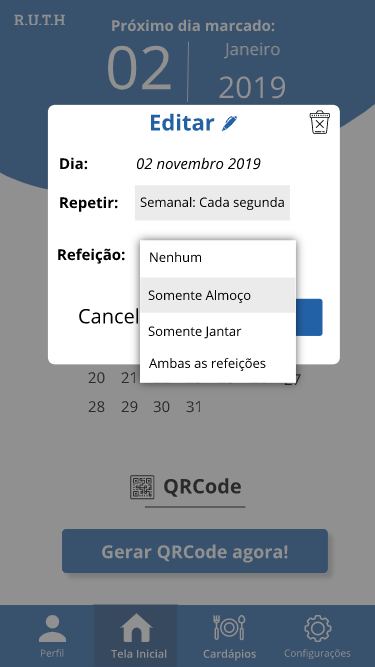 R.U.T.H
Próximo dia marcado:
02
Janeiro
2019
Editar
Dia:
02 novembro 2019
Repetir:
Semanal: Cada segunda
Refeição:
Nenhum
Somente Almoço
Somente Jantar
Ambas as refeições
Cancel
20 21 27
28 29 30 31
QRCode
Gerar QRCode agora!
Perfil
Tela Inicial
Cardápios
Configurações